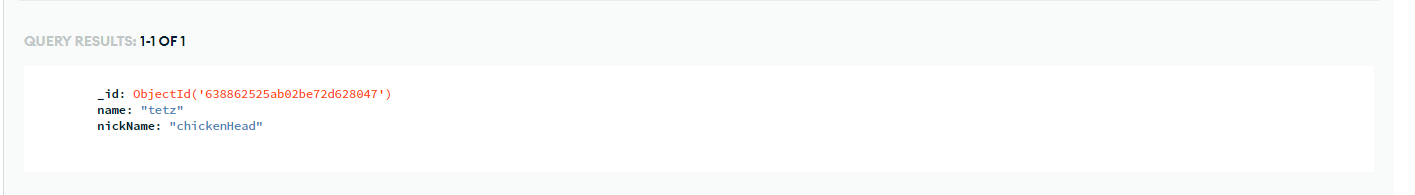 QUERY RESULTS: 1-1 OF 1
_id: ObjectId('638862525ab02be72d628047')
name: "tetz"
nickName: "chickenHead"